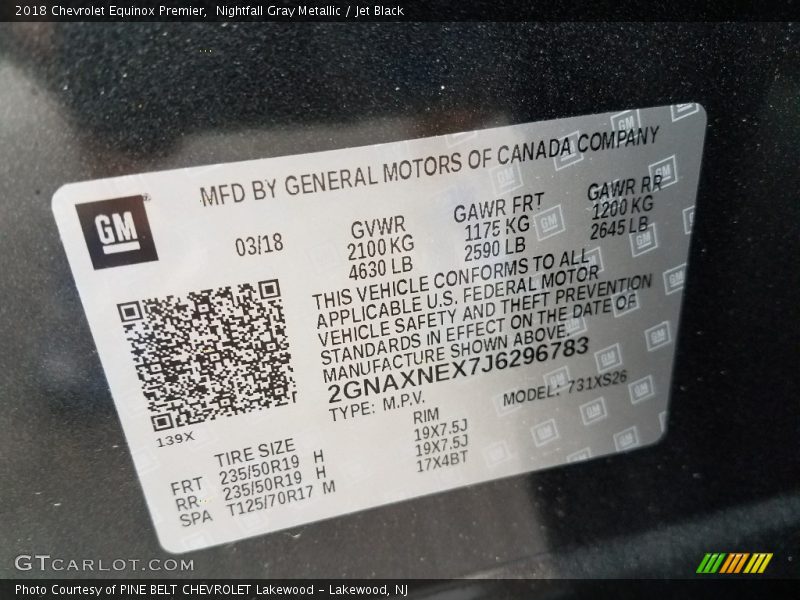 2018 Chevrolet Equinox Premier,  Nightfall Gray Metallic / Jet Black
MFD BY GENERAL MOTORS OF CANADA COMPANY
GM®
03/18
GVWR
2100 KG
4630 LB
GAWR FRT
1175 KG
2590 LB
GAWR RR
1200 KG
2645 LB
THIS VEHICLE CONFORMS TO ALL
APPLICABLE U.S. FEDERAL MOTOR
VEHICLE SAFETY AND THEFT PREVENTION
STANDARDS IN EFFECT ON THE DATE OF
MANUFACTURE SHOWN ABOVE.
2GNAXNEX7J6296783
TYPE: M.P.V.
MODEL: 731XS26
139X
TIRE SIZE
RIM
FRT 235/50R19 H 19X7.5J
RR 235/50R19 H 19X7.5J
SPA T125/70R17 M 17X4BT
GTCARLOT.COM
Photo Courtesy of PINE BELT CHEVROLET Lakewood - Lakewood, NJ